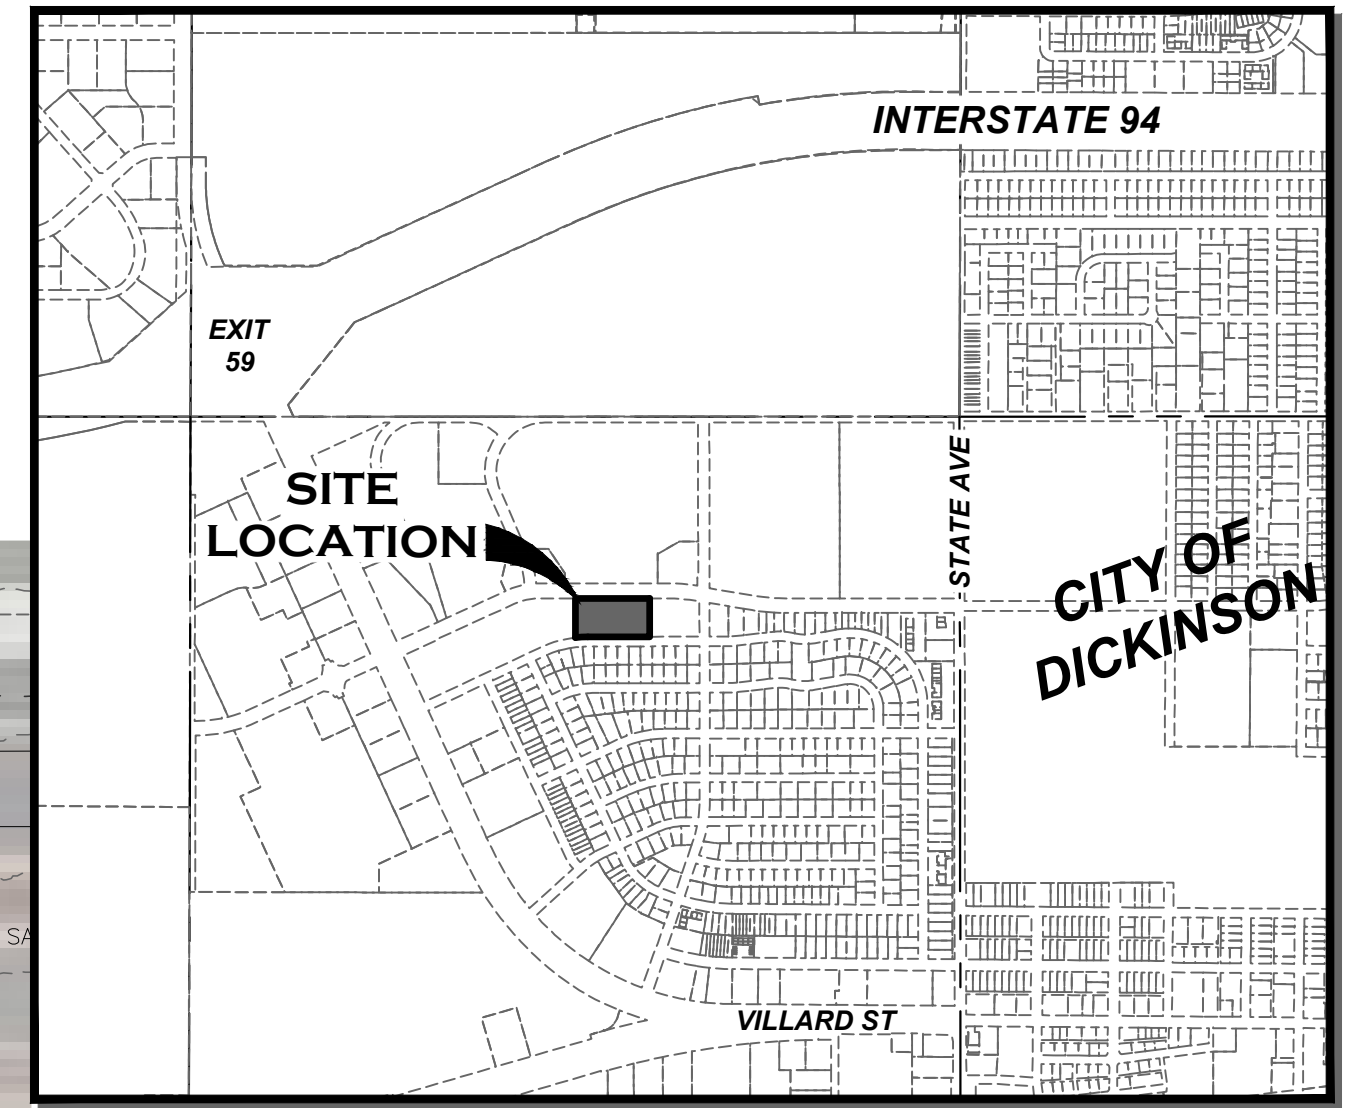 INTERSTATE 94
EXIT
59
SITE
LOCATION
STATE AVE
CITY OF
DICKINSON
SA
VILLARD ST